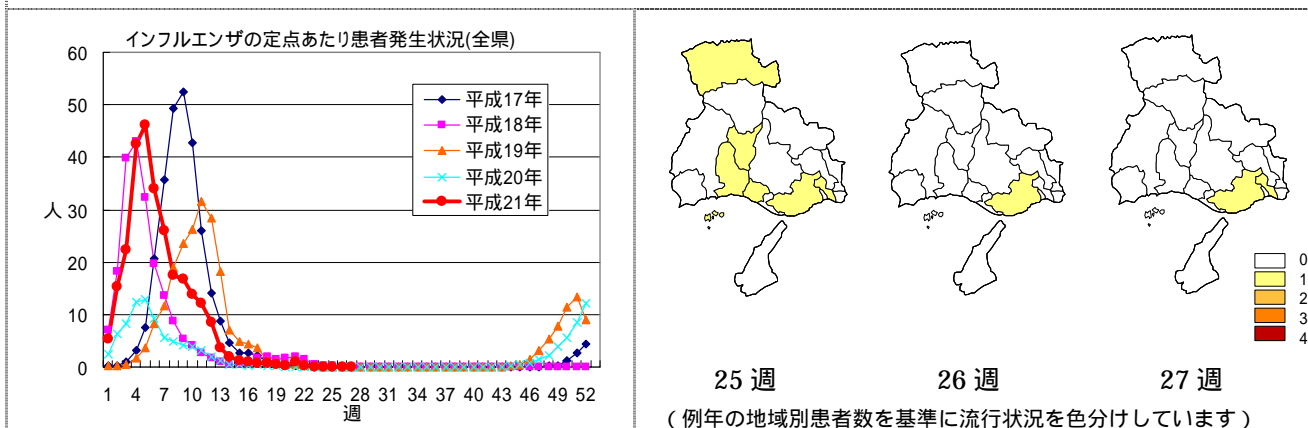 インフルエンザの定点あたり患者発生状況(全県)
60
50
40
30
20
10
0
人
平成17年
平成18年
平成19年
平成20年
平成21年
1 4 7 10 13 16 19 22 25 28 31 34 37 40 43 46 49 52
週
0
1
2
3
4
25 週 26 週 27 週
(例年の地域別患者数を基準に流行状況を色分けしています)